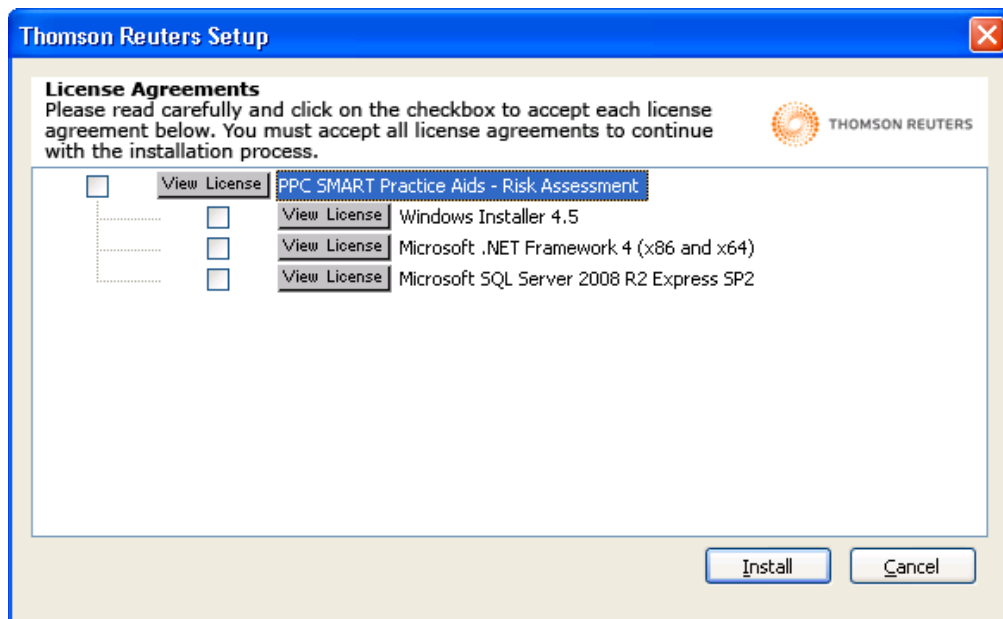 Thomson Reuters Setup
License Agreements
Please read carefully and click on the checkbox to accept each license
agreement below. You must accept all license agreements to continue
with the installation process.
THOMSON REUTERS
View License PPC SMART Practice Aids - Risk Assessment
View License Windows Installer 4.5
View License Microsoft .NET Framework 4 (x86 and x64)
View License Microsoft SQL Server 2008 R2 Express SP2
Install Cancel